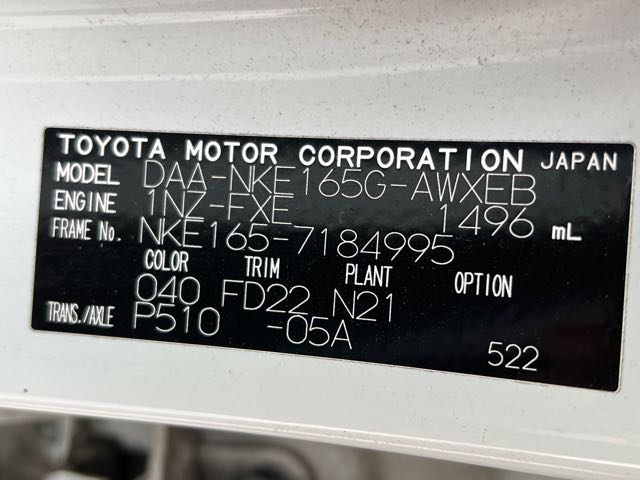 TOYOTA MOTOR CORPORATION JAPAN
MODEL DAA-NKE165G-AWXEB
ENGINE 1NZ-FXE 1496 mL
FRAME No. NKE165-7184995
COLOR TRIM PLANT OPTION
040 FD22 N21
TRANS./AXLE P510 -05A
522